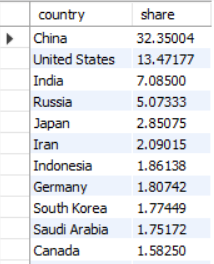 country share
China 32.35004
United States 13.47177
India 7.08500
Russia 5.07333
Japan 2.85075
Iran 2.09015
Indonesia 1.86138
Germany 1.80742
South Korea 1.77449
Saudi Arabia 1.75172
Canada 1.58250